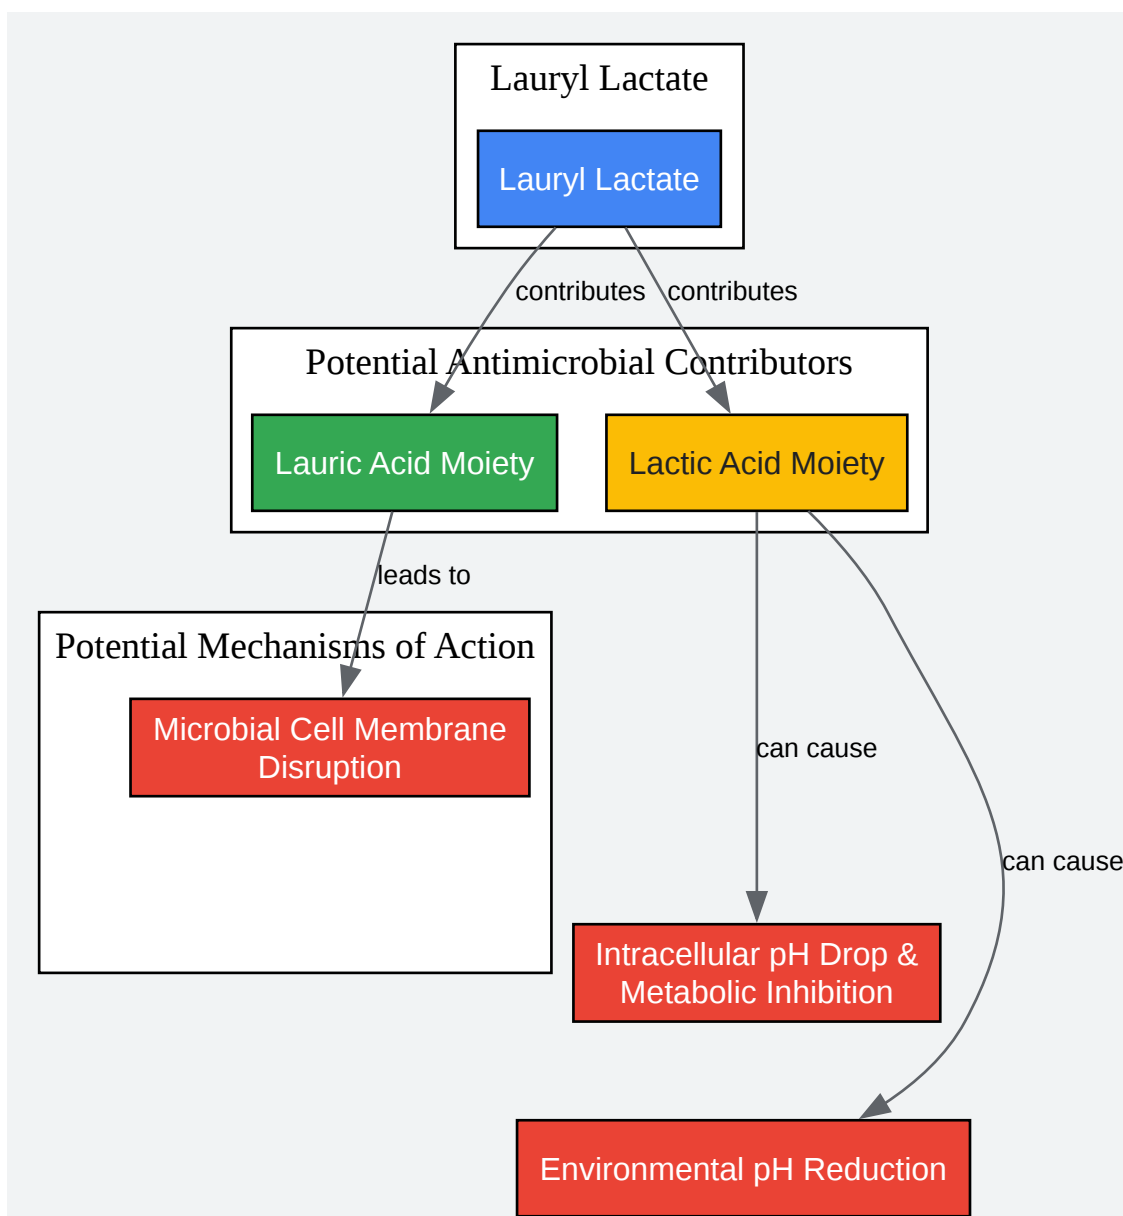 Lauryl Lactate
Lauryl Lactate
contributes
contributes
Potential Antimicrobial Contributors
Lauric Acid Moiety
Lactic Acid Moiety
leads to
Potential Mechanisms of Action
Microbial Cell Membrane
Disruption
can cause
can cause
Intracellular pH Drop &
Metabolic Inhibition
Environmental pH Reduction